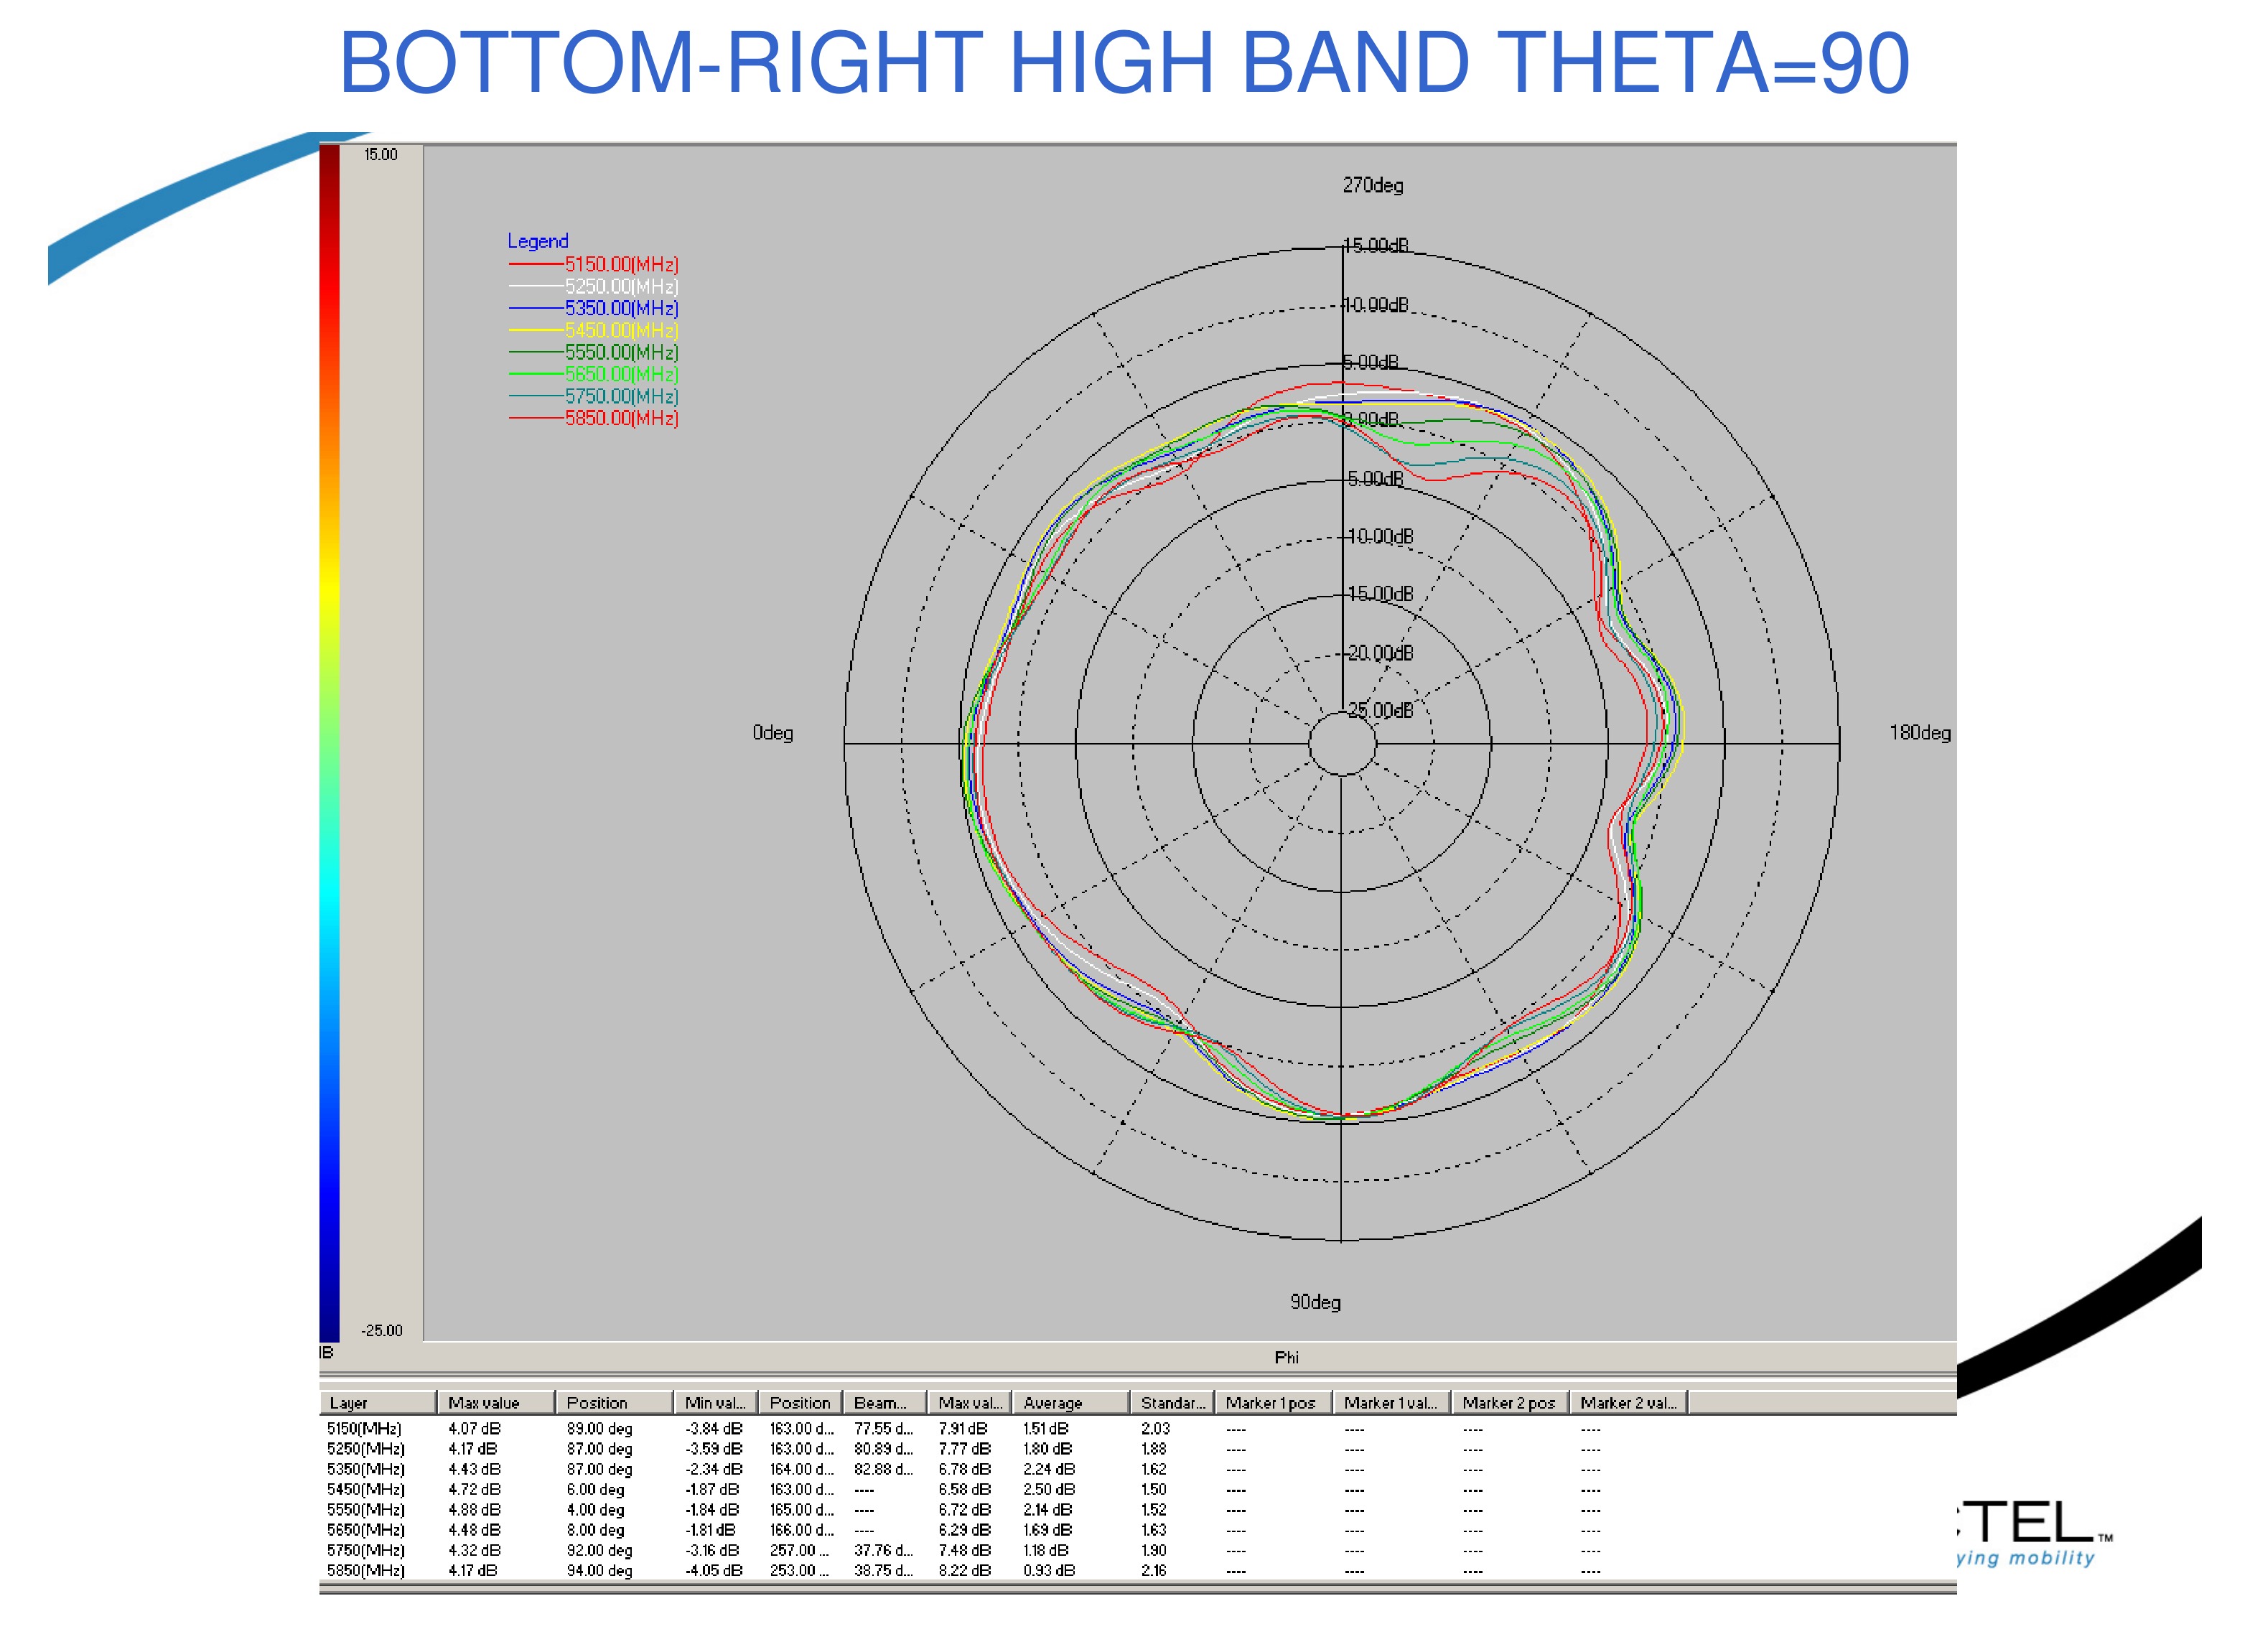 BOTTOM-RIGHT HIGH BAND THETA=90
15.00
270deg
Legend
5150.00(MHz)
5250.00(MHz)
5350.00(MHz)
5450.00(MHz)
5550.00(MHz)
5650.00(MHz)
5750.00(MHz)
5850.00(MHz)
15.00dB
10.00dB
5.00dB
0.00dB
-5.00dB
-10.00dB
-15.00dB
-20.00dB
-25.00dB
0deg
180deg
90deg
-25.00
Phi
Layer Max value Position Min val... Position Beam... Max val... Average Standar... Marker 1 pos Marker 1 val... Marker 2 pos Marker 2 val...
5150(MHz) 4.07 dB 89.00 deg -3.84 dB 163.00 d... 77.55 d... 7.91 dB 1.51 dB 2.03 ---- ---- ---- ----
5250(MHz) 4.17 dB 87.00 deg -3.59 dB 163.00 d... 80.89 d... 7.77 dB 1.80 dB 1.88 ---- ---- ---- ----
5350(MHz) 4.43 dB 87.00 deg -2.34 dB 164.00 d... 82.88 d... 6.78 dB 2.24 dB 1.62 ---- ---- ---- ----
5450(MHz) 4.72 dB 6.00 deg -1.87 dB 163.00 d... ---- 6.58 dB 2.50 dB 1.50 ---- ---- ---- ----
5550(MHz) 4.88 dB 4.00 deg -1.84 dB 165.00 d... ---- 6.72 dB 2.14 dB 1.52 ---- ---- ---- ----
5650(MHz) 4.48 dB 8.00 deg -1.81 dB 166.00 d... ---- 6.29 dB 1.69 dB 1.63 ---- ---- ---- ----
5750(MHz) 4.32 dB 92.00 deg -3.16 dB 257.00 ... 37.76 d... 7.48 dB 1.18 dB 1.90 ---- ---- ---- ----
5850(MHz) 4.17 dB 94.00 deg -4.05 dB 253.00 ... 38.75 d... 8.22 dB 0.93 dB 2.16 ---- ---- ---- ----
TEL™
ying mobility